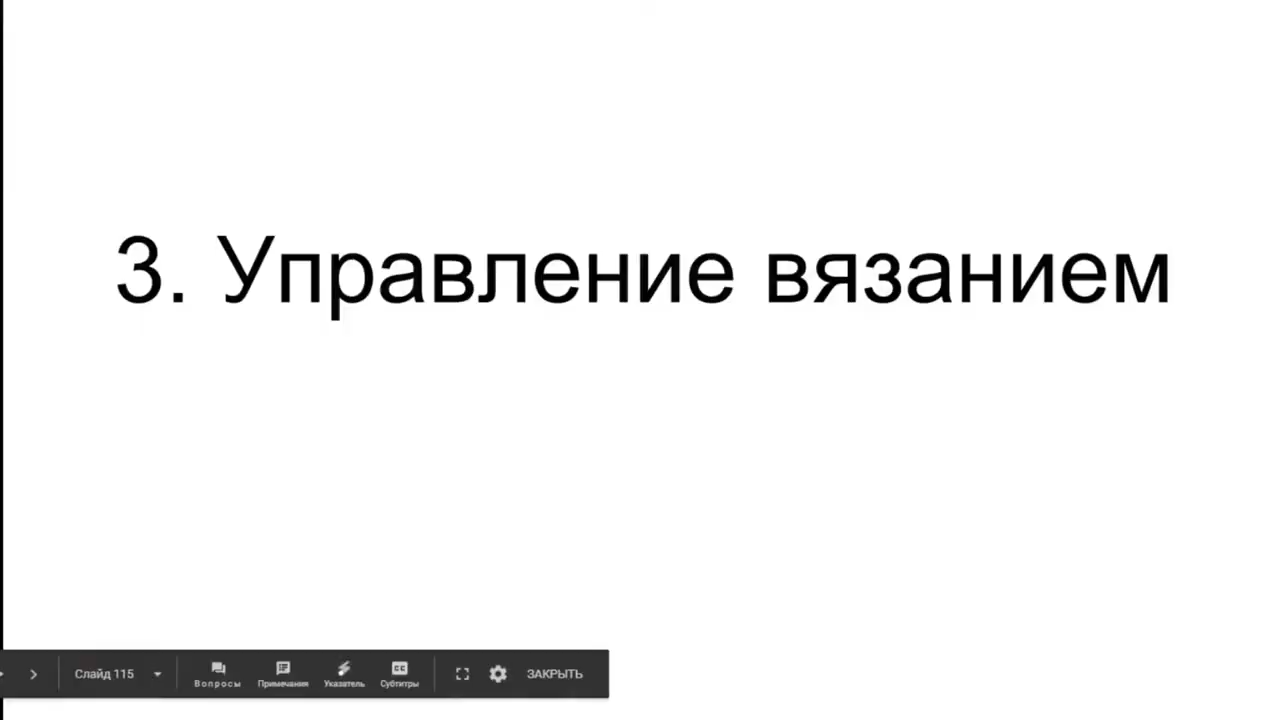 3. Управление вязанием
Слайд 115
Вопросы
Примечания
Указатель
Субтитры
ЗАКРЫТЬ